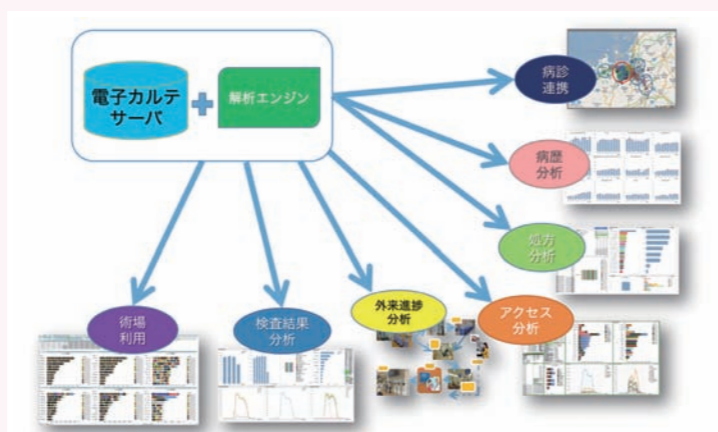 電子カルテ
サーバ
解析エンジン
病診
連携
病歴
分析
処方
分析
アクセス
分析
外来進捗
分析
検査結果
分析
術場
利用